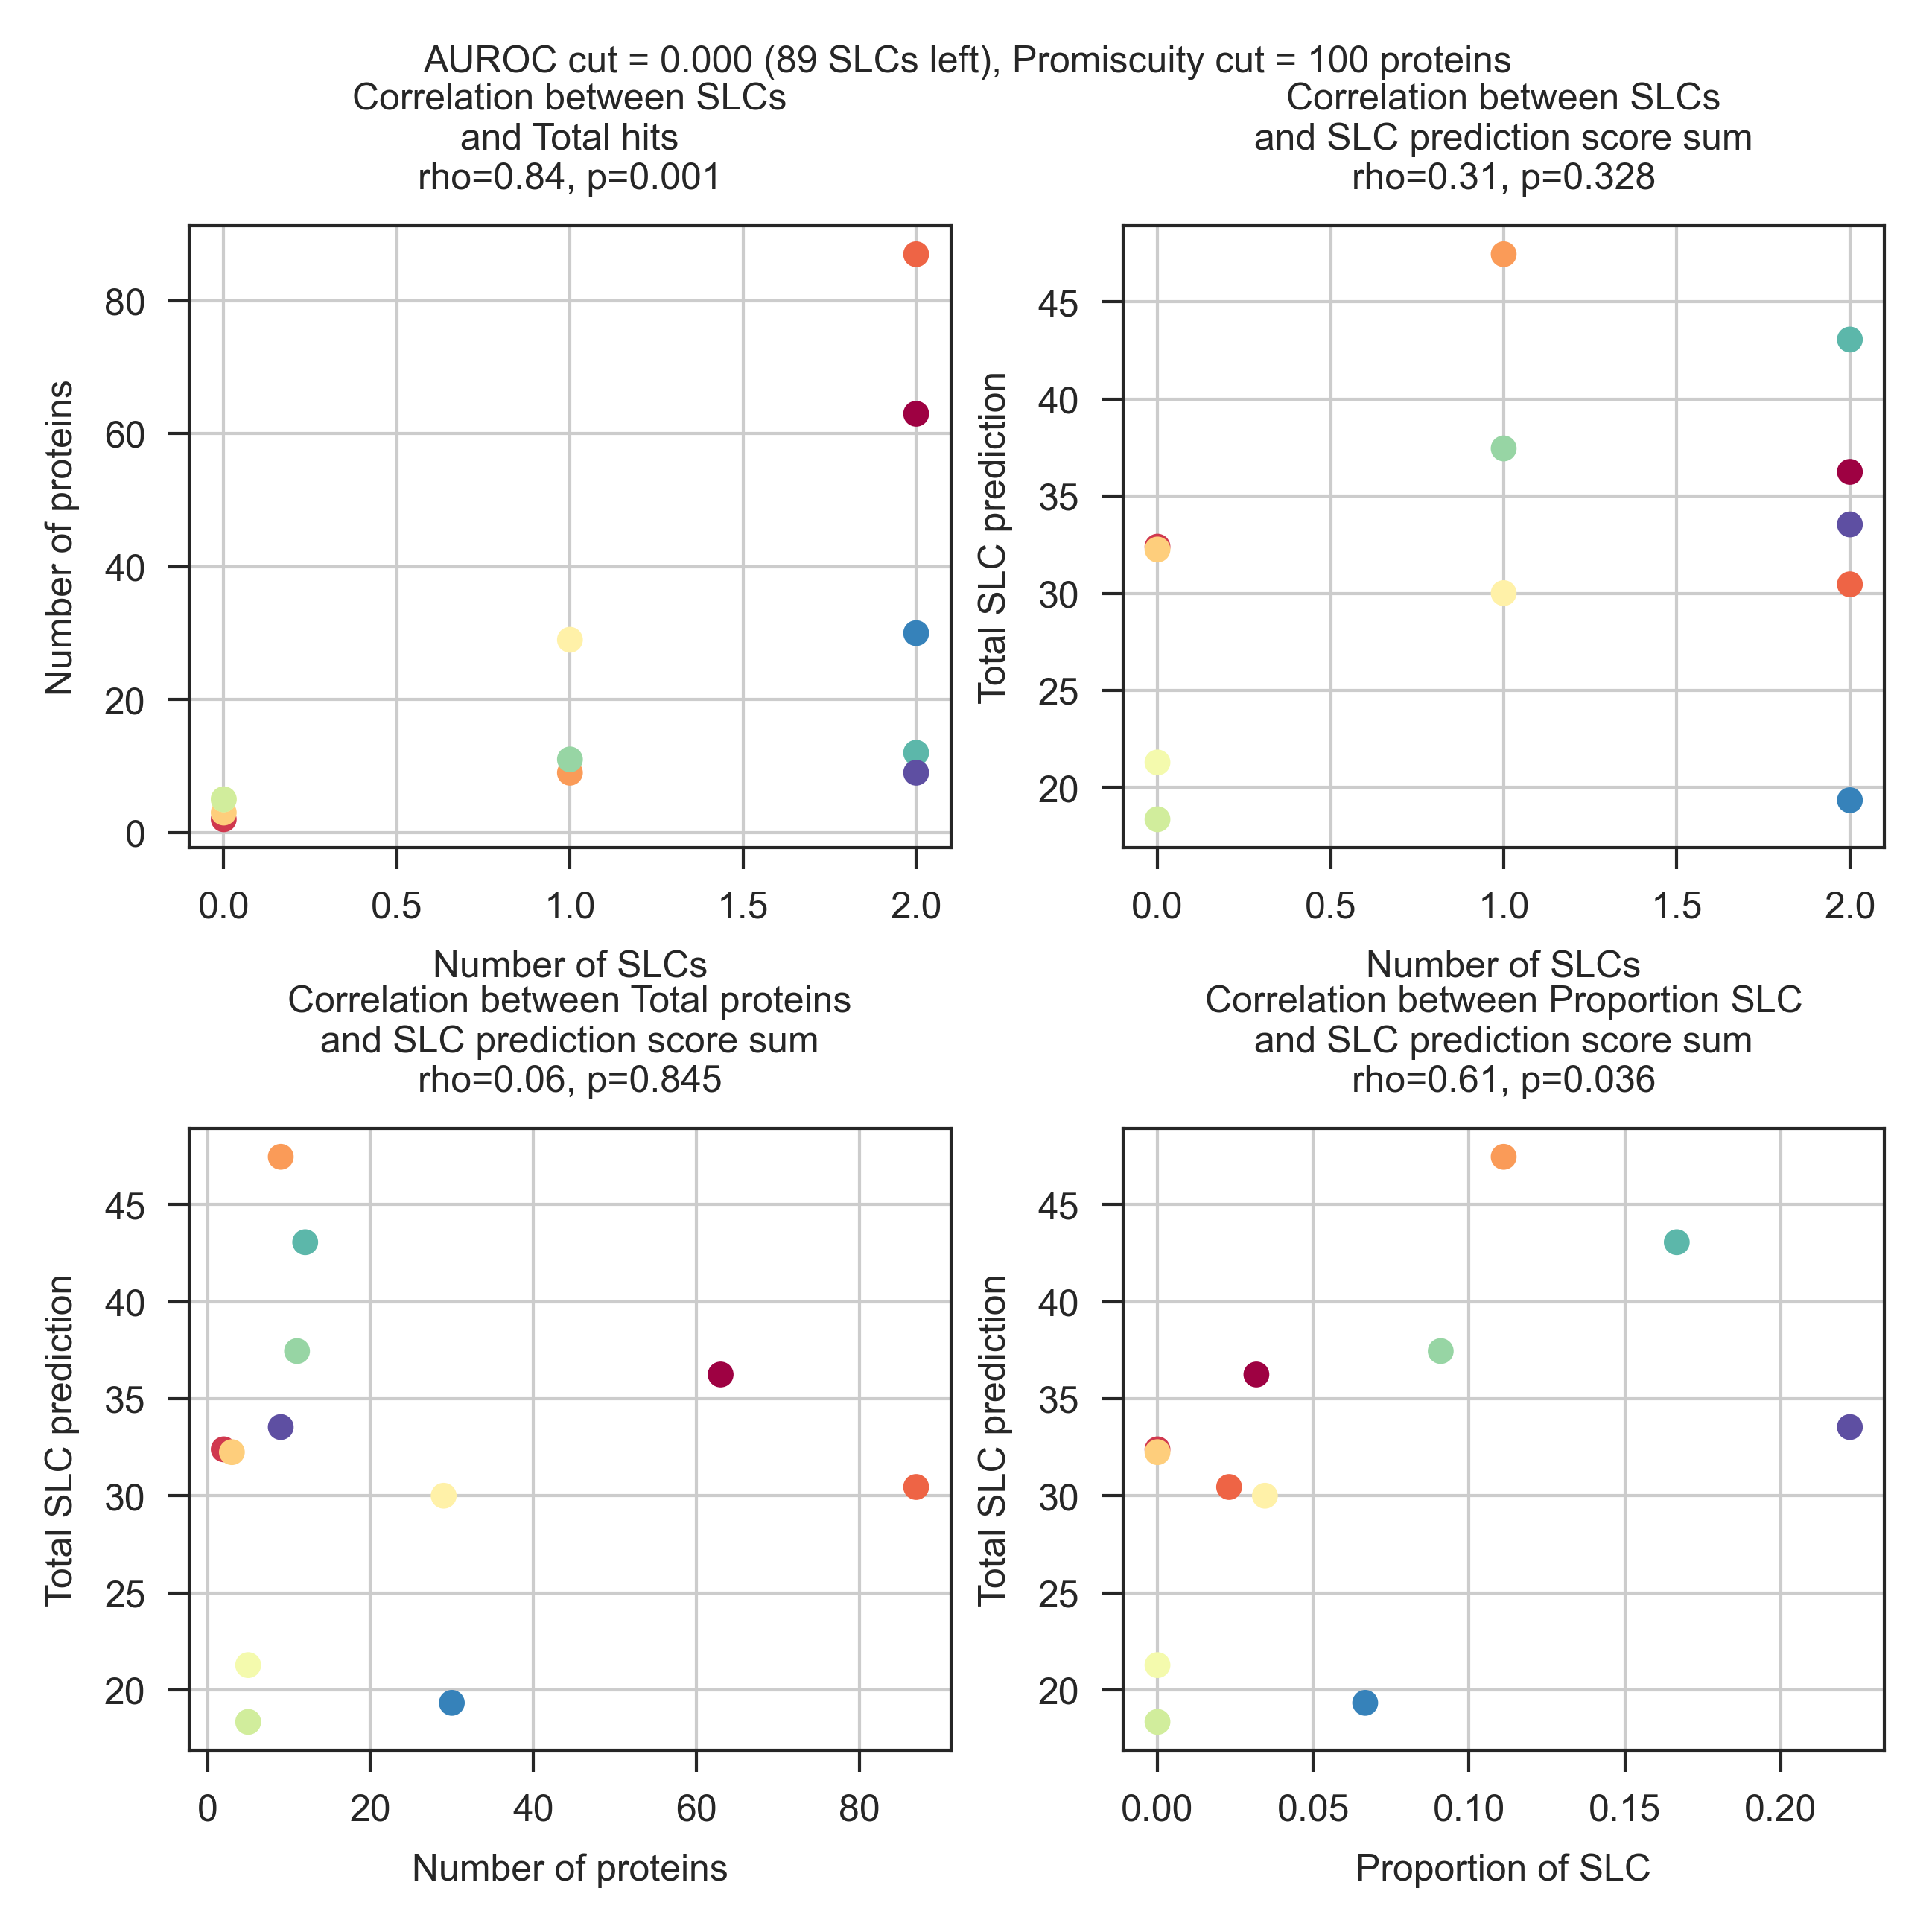 AUROC cut = 0.000 (89 SLCs left), Promiscuity cut = 100 proteins
Correlation between SLCs
and Total hits
rho=0.84, p=0.001
Number of proteins
80
60
40
20
0
0.0 0.5 1.0 1.5 2.0
Number of SLCs
Correlation between SLCs
and SLC prediction score sum
rho=0.31, p=0.328
Total SLC prediction
45
40
35
30
25
20
0.0 0.5 1.0 1.5 2.0
Number of SLCs
Correlation between Total proteins
and SLC prediction score sum
rho=0.06, p=0.845
Total SLC prediction
45
40
35
30
25
20
0 20 40 60 80
Number of proteins
Correlation between Proportion SLC
and SLC prediction score sum
rho=0.61, p=0.036
Total SLC prediction
45
40
35
30
25
20
0.00 0.05 0.10 0.15 0.20
Proportion of SLC